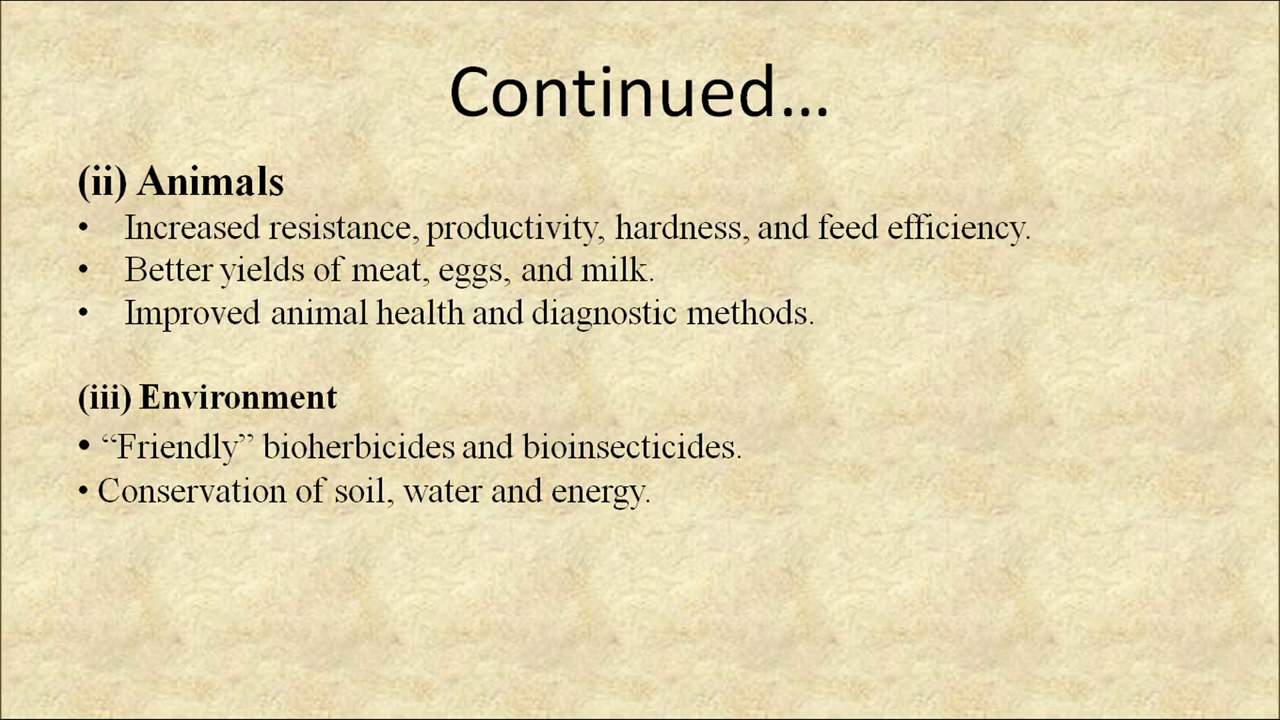 Continued...
(ii) Animals
• Increased resistance, productivity, hardness, and feed efficiency.
• Better yields of meat, eggs, and milk.
• Improved animal health and diagnostic methods.
(iii) Environment
• “Friendly” bioherbicides and bioinsecticides.
• Conservation of soil, water and energy.